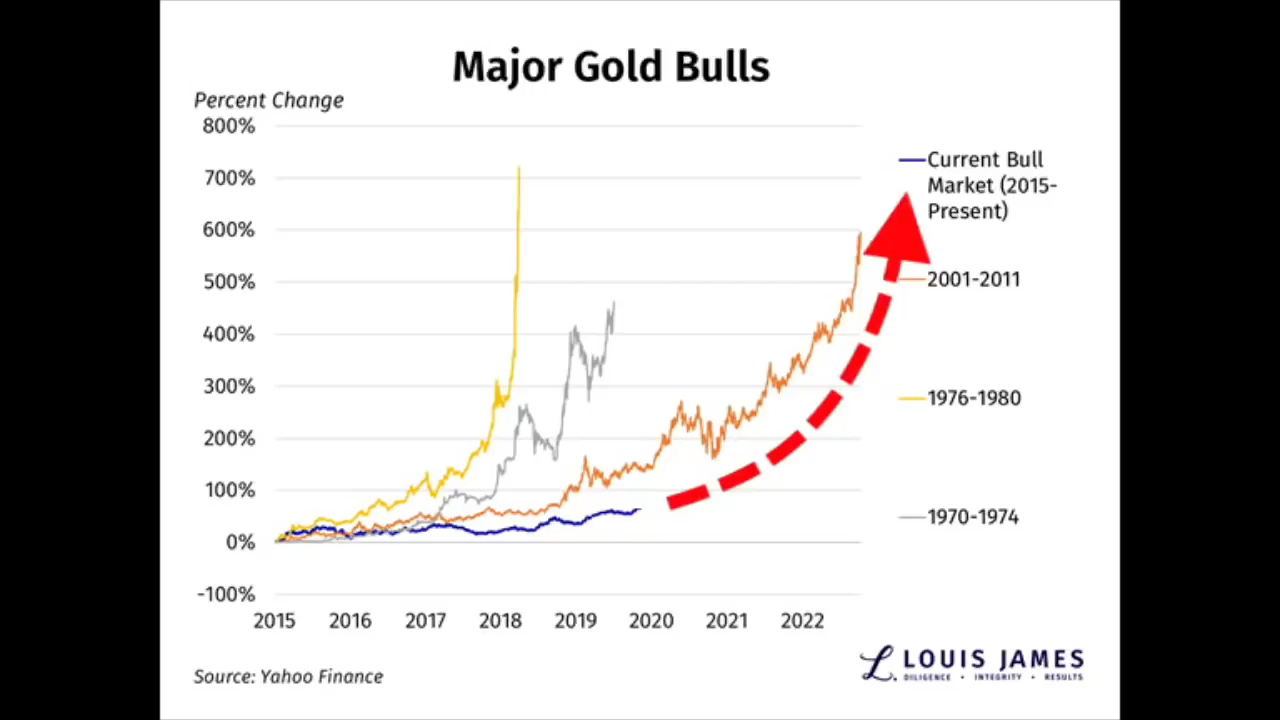 Major Gold Bulls
Percent Change
800%
700%
600%
500%
400%
300%
200%
100%
0%
-100%
2015 2016 2017 2018 2019 2020 2021 2022
Current Bull
Market (2015-
Present)
2001-2011
1976-1980
1970-1974
Source: Yahoo Finance
L. LOUIS JAMES
DILIGENCE • INTEGRITY • RESULTS